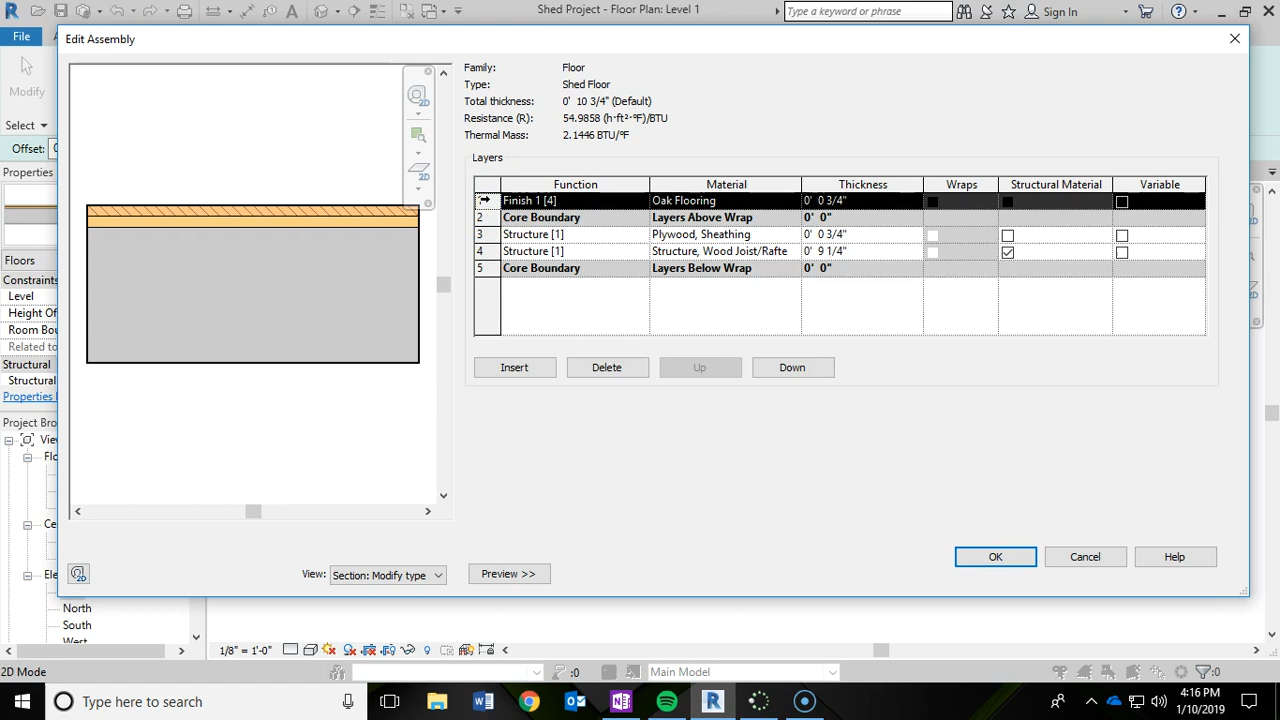 Shed Project - Floor Plan: Level 1
Type a keyword or phrase
Sign In
File
Edit Assembly
Modify
Select
Offset:
Properties
Floors
Constraints
Level
Height Of
Room Bou
Related to
Structural
Structural
Properties
Project Brow
2D
2D
Family: Floor
Type: Shed Floor
Total thickness: 0' 10 3/4" (Default)
Resistance (R): 54.9858 (h·ft²·°F)/BTU
Thermal Mass: 2.1446 BTU/°F
Layers
Function Material Thickness Wraps Structural Material Variable
Finish 1 [4] Oak Flooring 0' 0 3/4"
2 Core Boundary Layers Above Wrap 0' 0"
3 Structure [1] Plywood, Sheathing 0' 0 3/4"
4 Structure [1] Structure, Wood Joist/Rafte 0' 9 1/4"
5 Core Boundary Layers Below Wrap 0' 0"
Insert Delete Up Down
OK Cancel Help
View: Section: Modify type Preview >>
Viev
Flo
Ce
Ele
North
South
West
1/8" = 1'-0"
2D Mode
:0
Main Model
:0
Type here to search
4:16 PM
1/10/2019